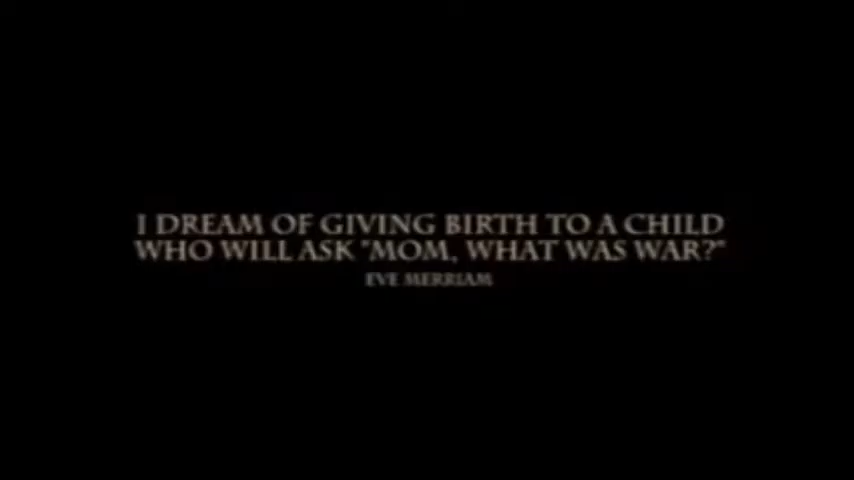 I DREAM OF GIVING BIRTH TO A CHILD
WHO WILL ASK "MOM, WHAT WAS WAR?"
EVE MERRIAM